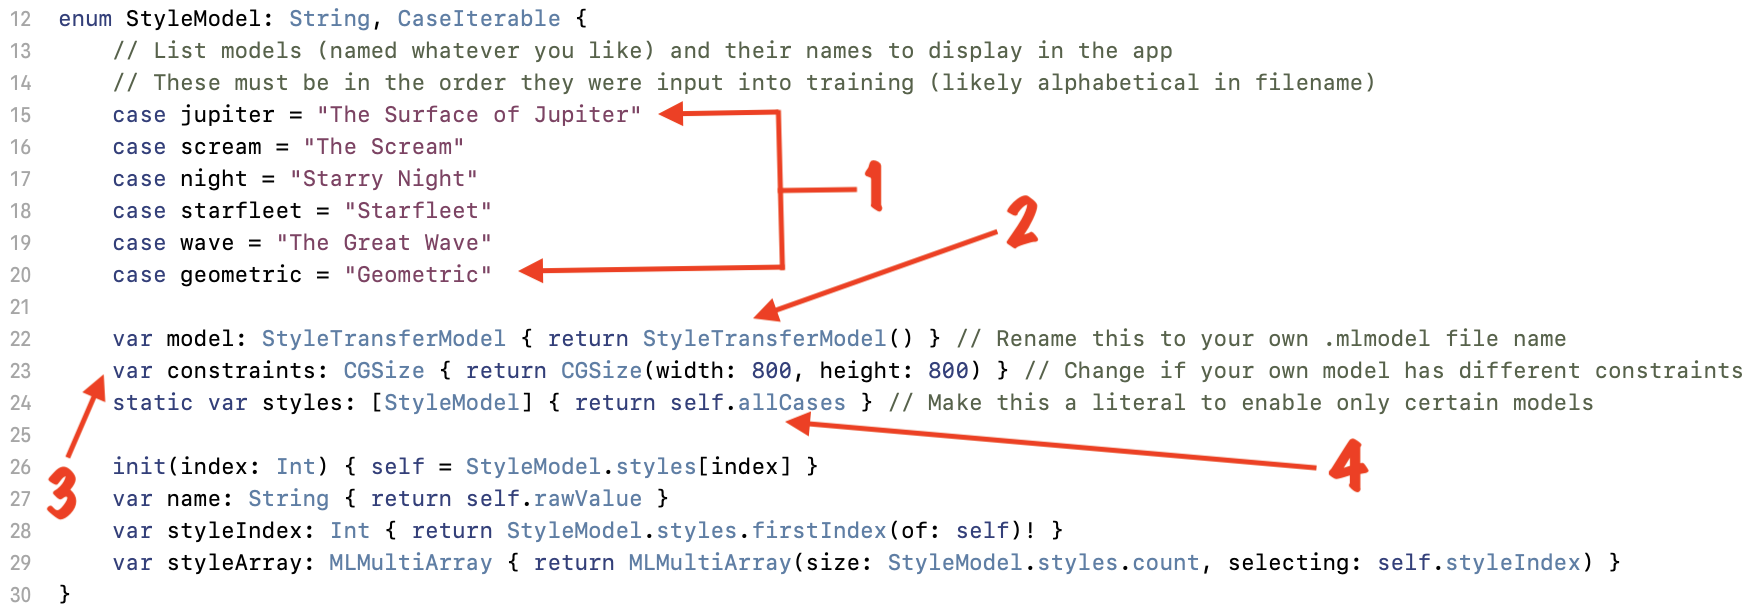 12 enum StyleModel: String, CaseIterable {
13 // List models (named whatever you like) and their names to display in the app
14 // These must be in the order they were input into training (likely alphabetical in filename)
15 case jupiter = "The Surface of Jupiter"
16 case scream = "The Scream"
1
17 case night = "Starry Night"
18 case starfleet = "Starfleet"
2
19 case wave = "The Great Wave"
20 case geometric = "Geometric"
21
22 var model: StyleTransferModel { return StyleTransferModel() } // Rename this to your own .mlmodel file name
23 var constraints: CGSize { return CGSize(width: 800, height: 800) } // Change if your own model has different constraints
24 static var styles: [StyleModel] { return self.allCases } // Make this a literal to enable only certain models
25
26 init(index: Int) { self = StyleModel.styles[index] }
4
3
27 var name: String { return self.rawValue }
28 var styleIndex: Int { return StyleModel.styles.firstIndex(of: self)! }
29 var styleArray: MLMultiArray { return MLMultiArray(size: StyleModel.styles.count, selecting: self.styleIndex) }
30 }